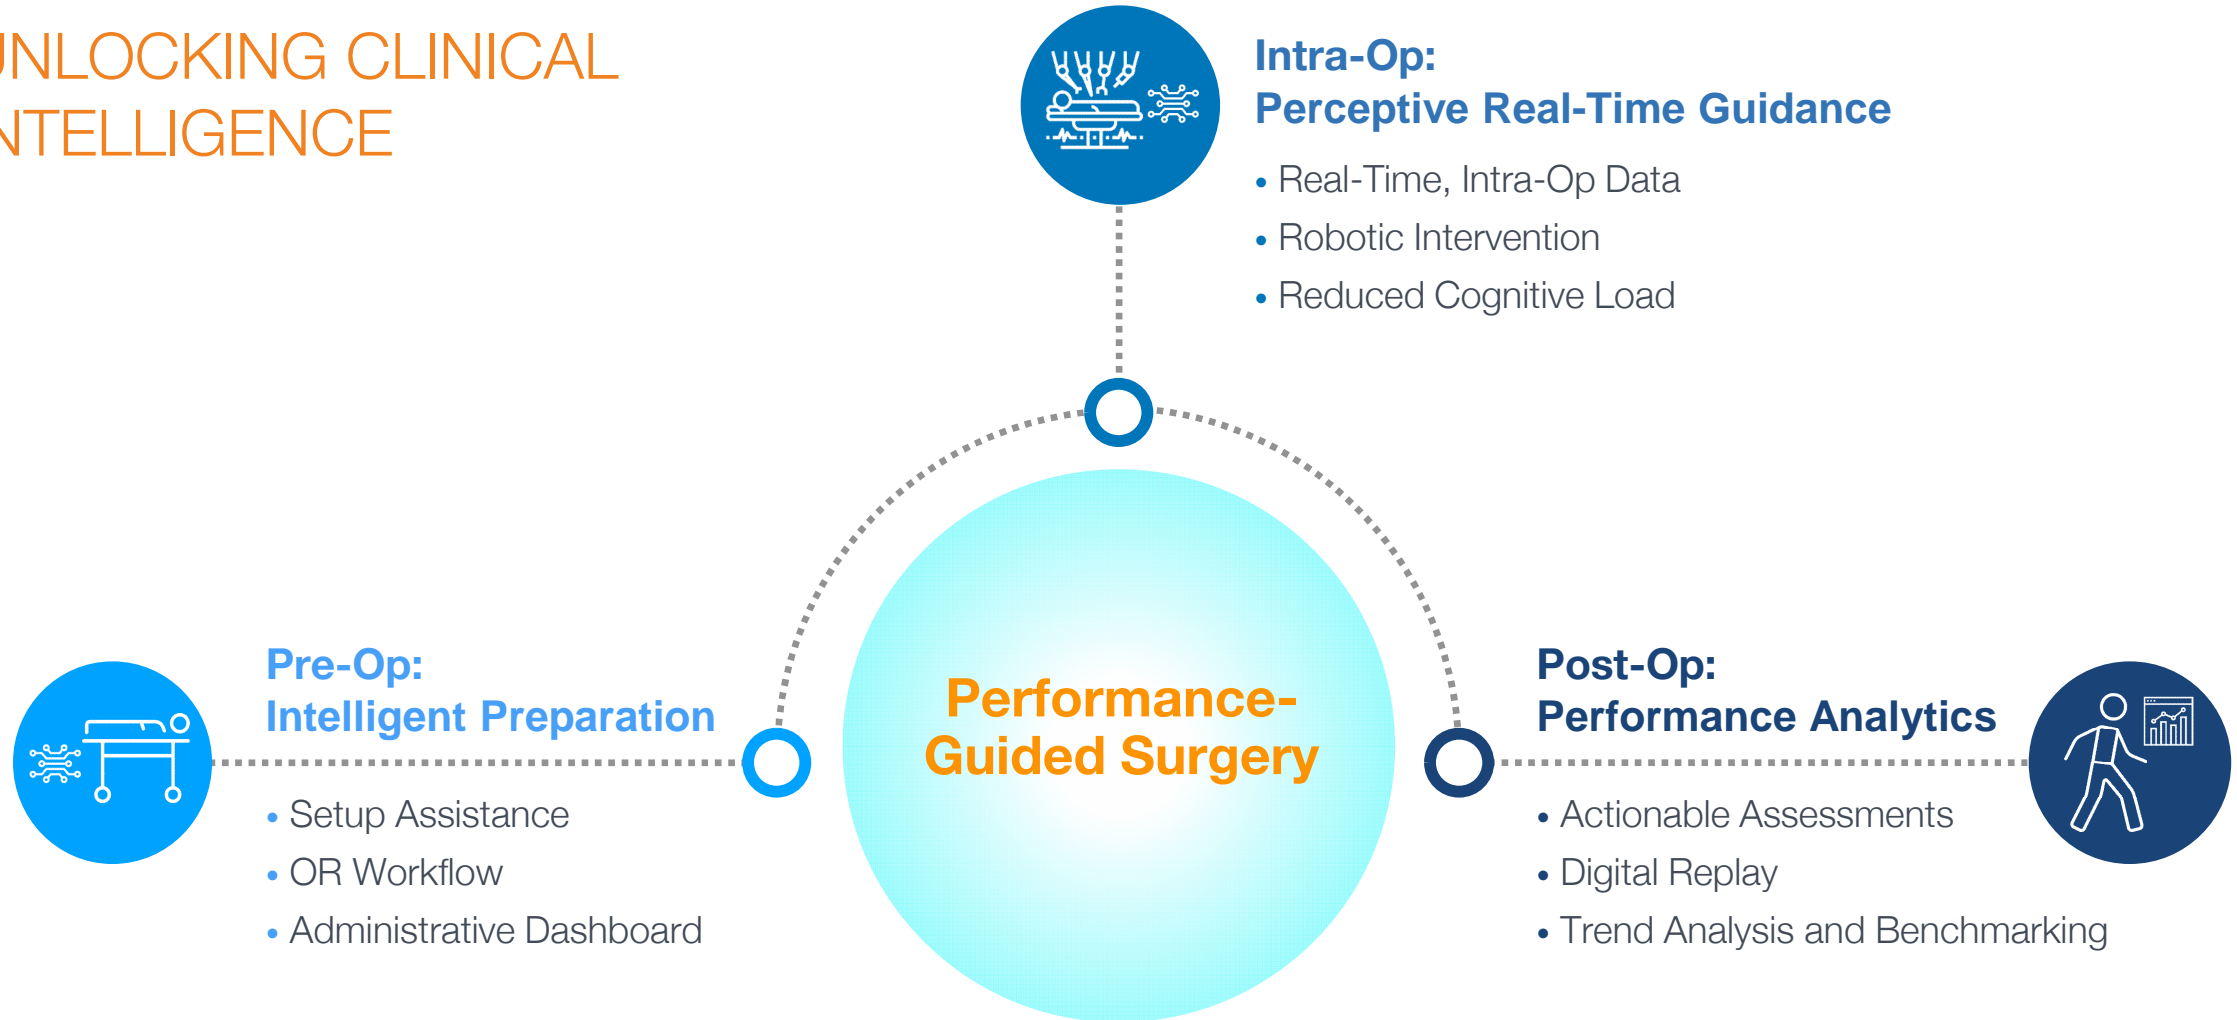 UNLOCKING CLINICAL
INTELLIGENCE
Intra-Op:
Perceptive Real-Time Guidance
• Real-Time, Intra-Op Data
• Robotic Intervention
• Reduced Cognitive Load
Pre-Op:
Intelligent Preparation
• Setup Assistance
• OR Workflow
• Administrative Dashboard
Performance-
Guided Surgery
Post-Op:
Performance Analytics
• Actionable Assessments
• Digital Replay
• Trend Analysis and Benchmarking